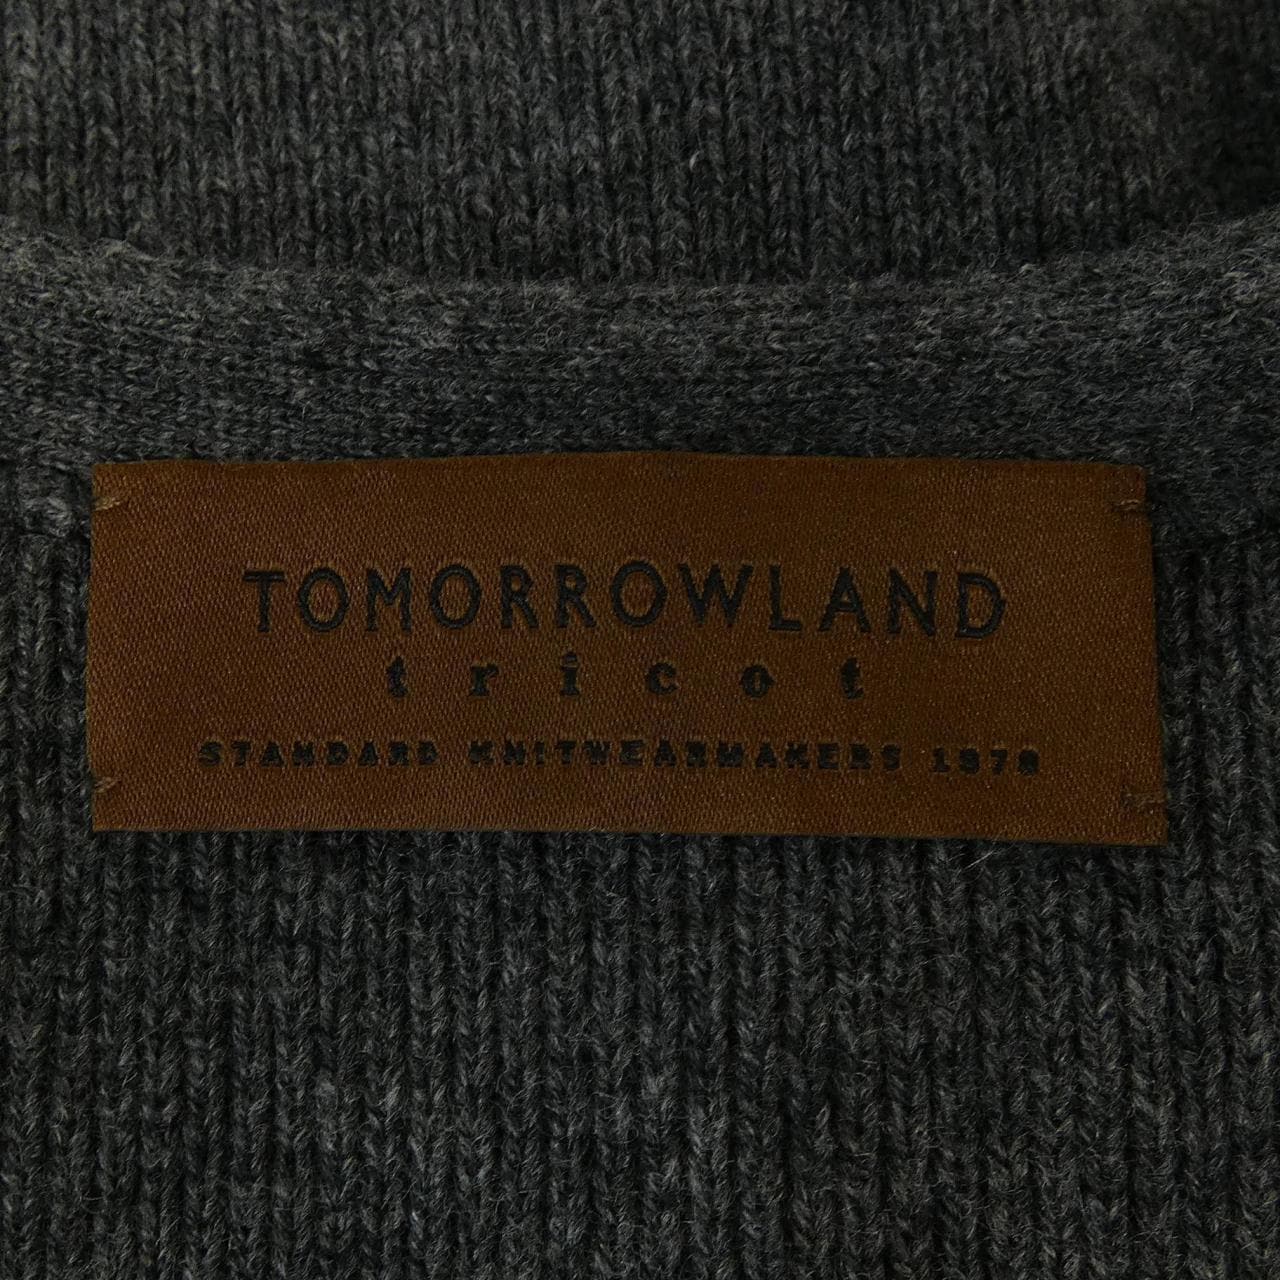 TOMORROWLAND
tricot
STANDARD KNITWEARMAKERS 1978